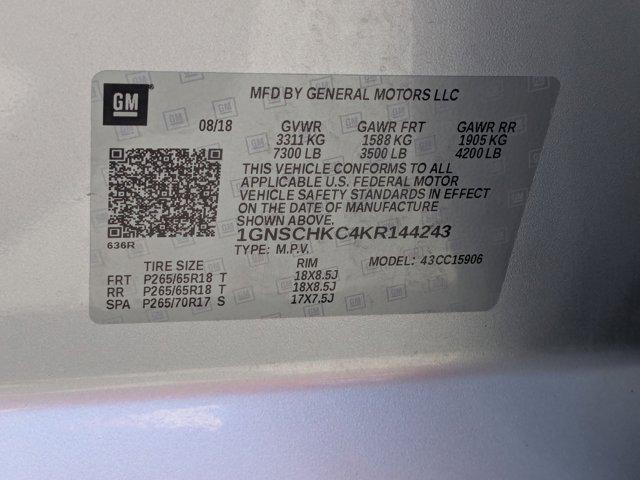 GM
MFD BY GENERAL MOTORS LLC
08/18 GVWR GAWR FRT GAWR RR
3311 KG 1588 KG 1905 KG
7300 LB 3500 LB 4200 LB
THIS VEHICLE CONFORMS TO ALL
APPLICABLE U.S. FEDERAL MOTOR
VEHICLE SAFETY STANDARDS IN EFFECT
ON THE DATE OF MANUFACTURE
SHOWN ABOVE.
636R 1GNSCHKC4KR144243
TYPE: M.P.V.
TIRE SIZE RIM MODEL: 43CC15906
FRT P265/65R18 T 18X8.5J
RR P265/65R18 T 18X8.5J
SPA P265/70R17 S 17X7.5J